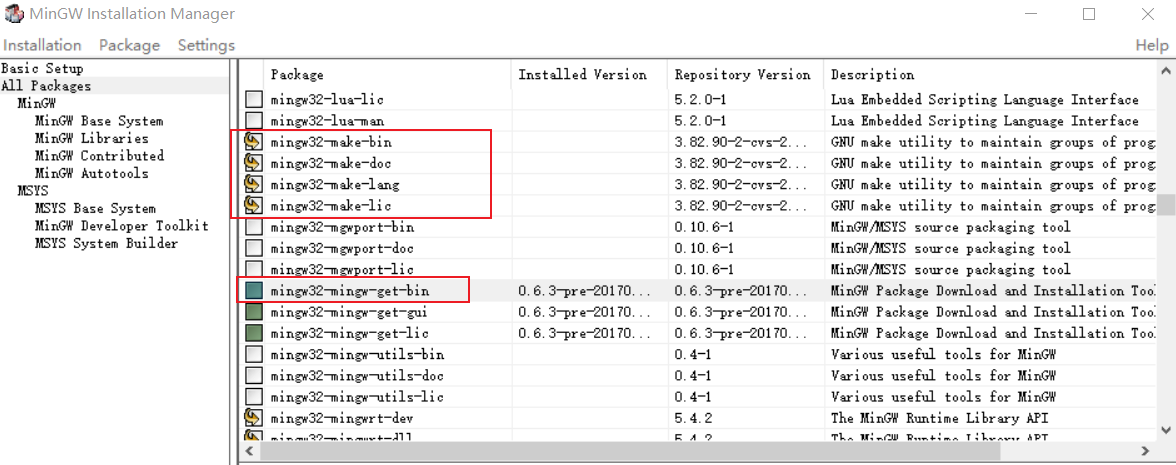 MinGW Installation Manager
Installation Package Settings Help
Basic Setup
All Packages
MinGW
MinGW Base System
MinGW Libraries
MinGW Contributed
MinGW Autotools
MSYS
MSYS Base System
MinGW Developer Toolkit
MSYS System Builder
Package Installed Version Repository Version Description
mingw32-lua-lic 5.2.0-1 Lua Embedded Scripting Language Interface
mingw32-lua-man 5.2.0-1 Lua Embedded Scripting Language Interface
mingw32-make-bin 3.82.90-2-cvs-2... GNU make utility to maintain groups of prog
mingw32-make-doc 3.82.90-2-cvs-2... GNU make utility to maintain groups of prog
mingw32-make-lang 3.82.90-2-cvs-2... GNU make utility to maintain groups of prog
mingw32-make-lic 3.82.90-2-cvs-2... GNU make utility to maintain groups of prog
mingw32-mgwport-bin 0.10.6-1 MinGW/MSYS source packaging tool
mingw32-mgwport-doc 0.10.6-1 MinGW/MSYS source packaging tool
mingw32-mgwport-lic 0.10.6-1 MinGW/MSYS source packaging tool
mingw32-mingw-get-bin 0.6.3-pre-20170... 0.6.3-pre-20170... MinGW Package Download and Installation Too
mingw32-mingw-get-gui 0.6.3-pre-20170... 0.6.3-pre-20170... MinGW Package Download and Installation Too
mingw32-mingw-get-lic 0.6.3-pre-20170... 0.6.3-pre-20170... MinGW Package Download and Installation Too
mingw32-mingw-utils-bin 0.4-1 Various useful tools for MinGW
mingw32-mingw-utils-doc 0.4-1 Various useful tools for MinGW
mingw32-mingw-utils-lic 0.4-1 Various useful tools for MinGW
mingw32-mingwrt-dev 5.4.2 The MinGW Runtime Library API
mingw32-mingwrt-dll 5.4.2 The MinGW Runtime Library API